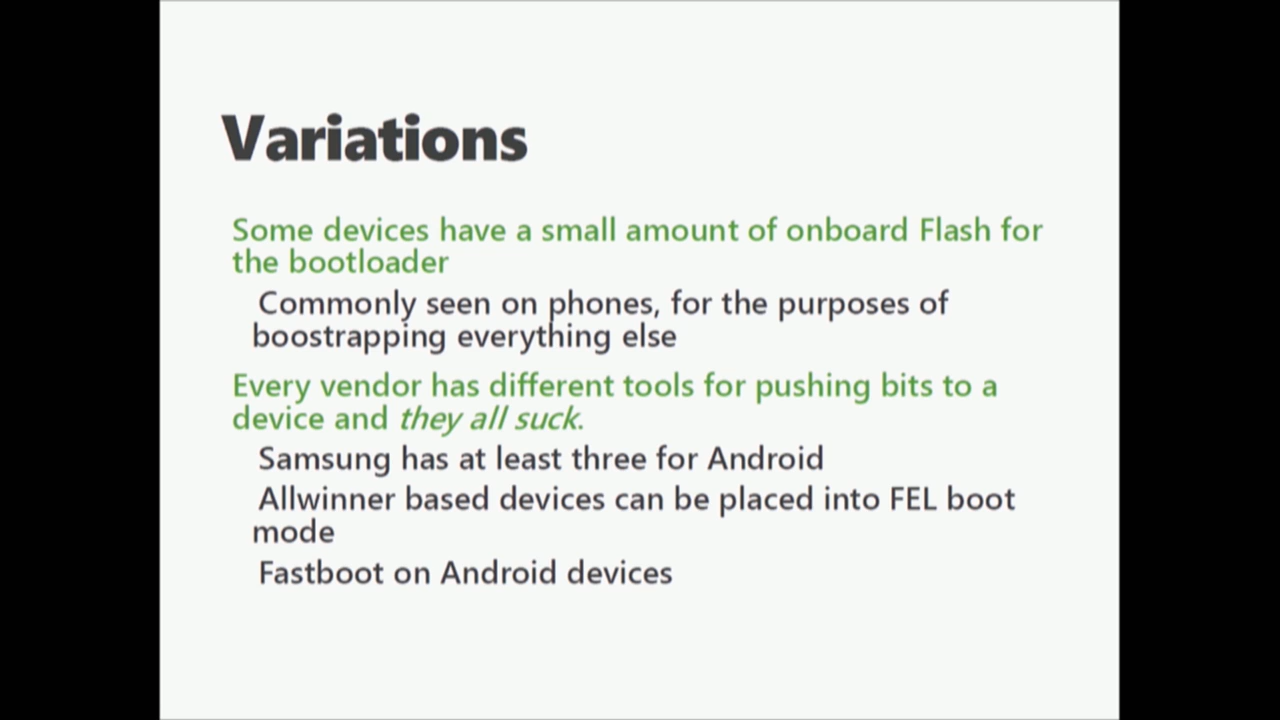 Variations
Some devices have a small amount of onboard Flash for
the bootloader
Commonly seen on phones, for the purposes of
boostrapping everything else
Every vendor has different tools for pushing bits to a
device and they all suck.
Samsung has at least three for Android
Allwinner based devices can be placed into FEL boot
mode
Fastboot on Android devices